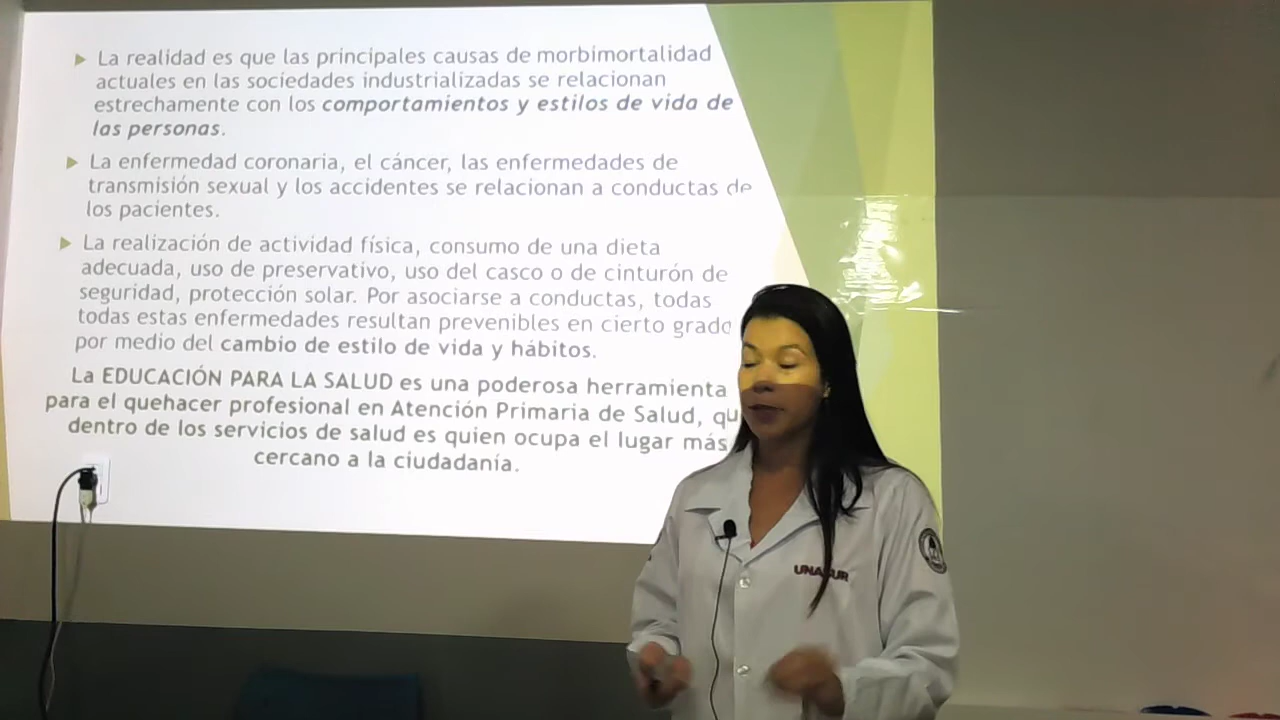 La realidad es que las principales causas de morbimortalidad
actuales en las sociedades industrializadas se relacionan
estrechamente con los comportamientos y estilos de vida de
las personas.
La enfermedad coronaria, el cáncer, las enfermedades de
transmisión sexual y los accidentes se relacionan a conductas de
los pacientes.
La realización de actividad física, consumo de una dieta
adecuada, uso de preservativo, uso del casco o de cinturón de
seguridad, protección solar. Por asociarse a conductas, todas
todas estas enfermedades resultan prevenibles en cierto grado
por medio del cambio de estilo de vida y hábitos.
La EDUCACIÓN PARA LA SALUD es una poderosa herramienta
para el quehacer profesional en Atención Primaria de Salud, qu
dentro de los servicios de salud es quien ocupa el lugar más
cercano a la ciudadanía.
UNASUR